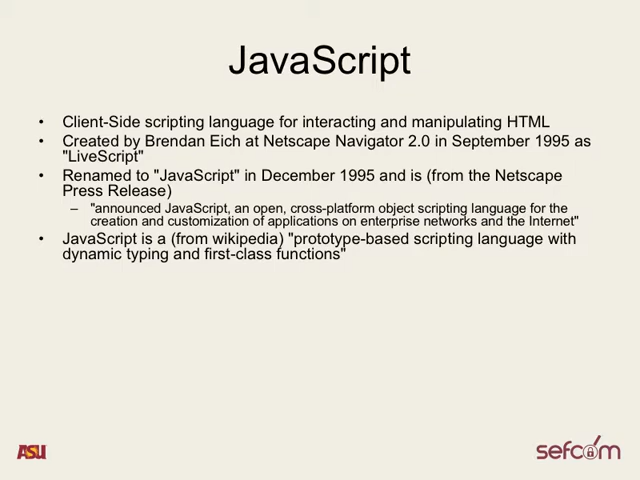 JavaScript
• Client-Side scripting language for interacting and manipulating HTML
• Created by Brendan Eich at Netscape Navigator 2.0 in September 1995 as
"LiveScript"
• Renamed to "JavaScript" in December 1995 and is (from the Netscape
Press Release)
– "announced JavaScript, an open, cross-platform object scripting language for the
creation and customization of applications on enterprise networks and the Internet"
• JavaScript is a (from wikipedia) "prototype-based scripting language with
dynamic typing and first-class functions"
ASU
sefcom